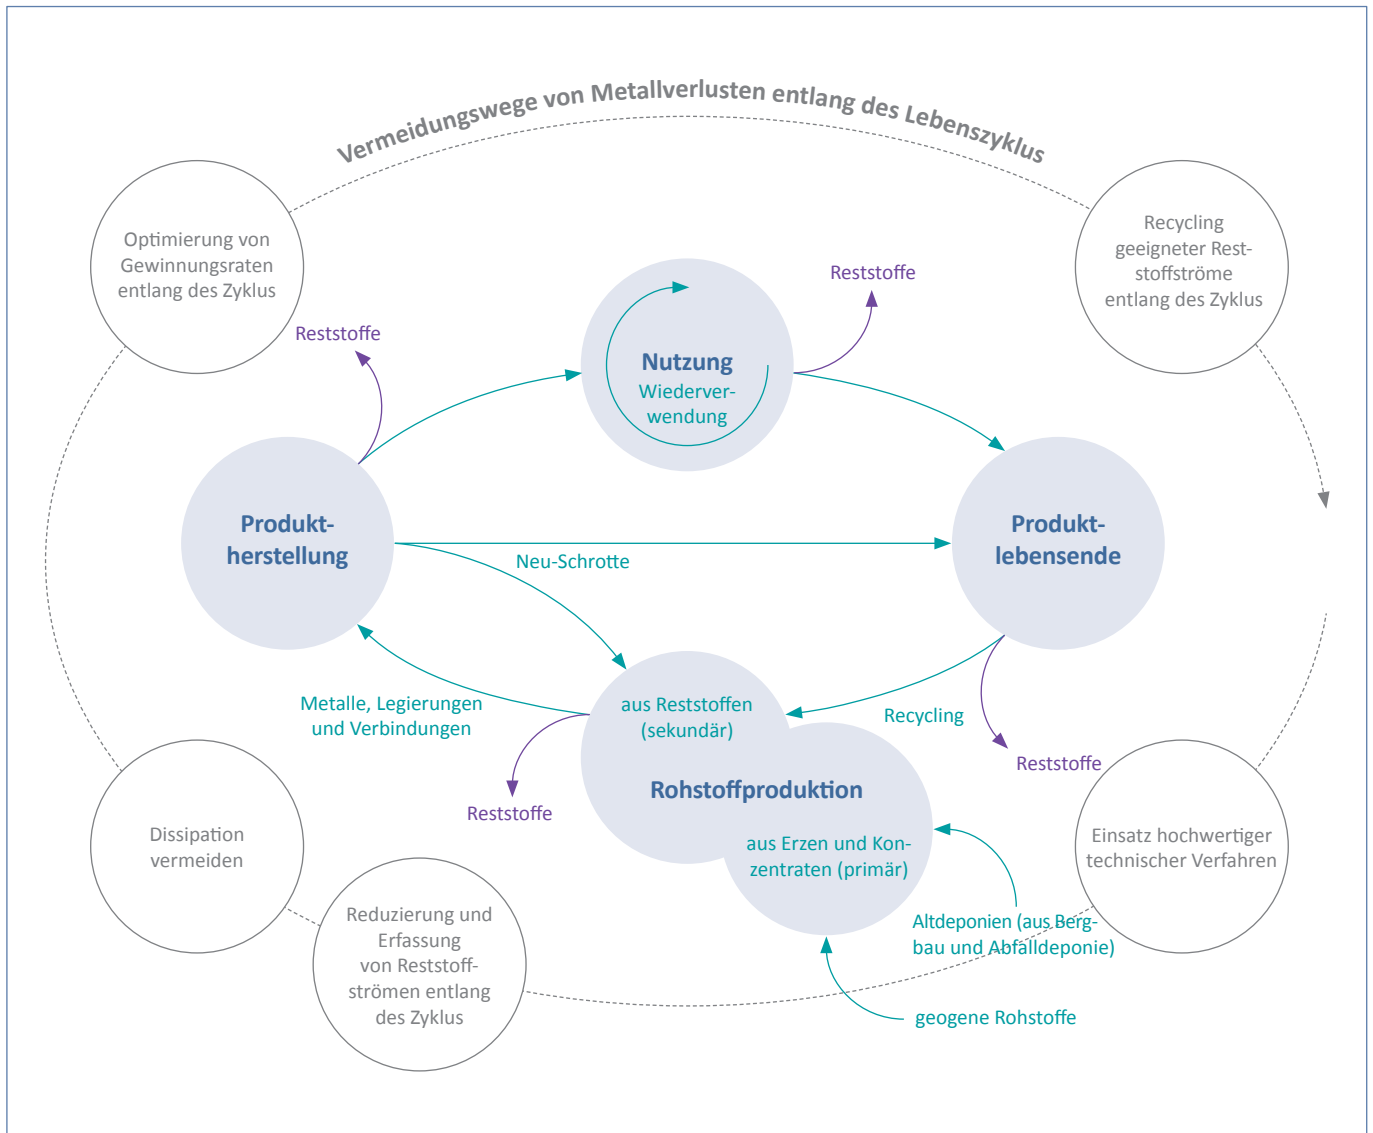 Vermeidungswege von Metallverlusten entlang des Lebenszyklus
Optimierung von
Gewinnungsraten
entlang des Zyklus
Recycling
geeigneter Rest-
stoffströme
entlang des Zyklus
Reststoffe
Reststoffe
Nutzung
Wiederver-
wendung
Produkt-
herstellung
Produkt-
lebensende
Neu-Schrotte
Metalle, Legierungen
und Verbindungen
aus Reststoffen
(sekundär)
Recycling
Reststoffe
Reststoffe
Rohstoffproduktion
aus Erzen und Kon-
zentraten (primär)
Dissipation
vermeiden
Einsatz hochwertiger
technischer Verfahren
Reduzierung und
Erfassung
von Reststoff-
strömen entlang
des Zyklus
Altdeponien (aus Berg-
bau und Abfalldeponie)
geogene Rohstoffe